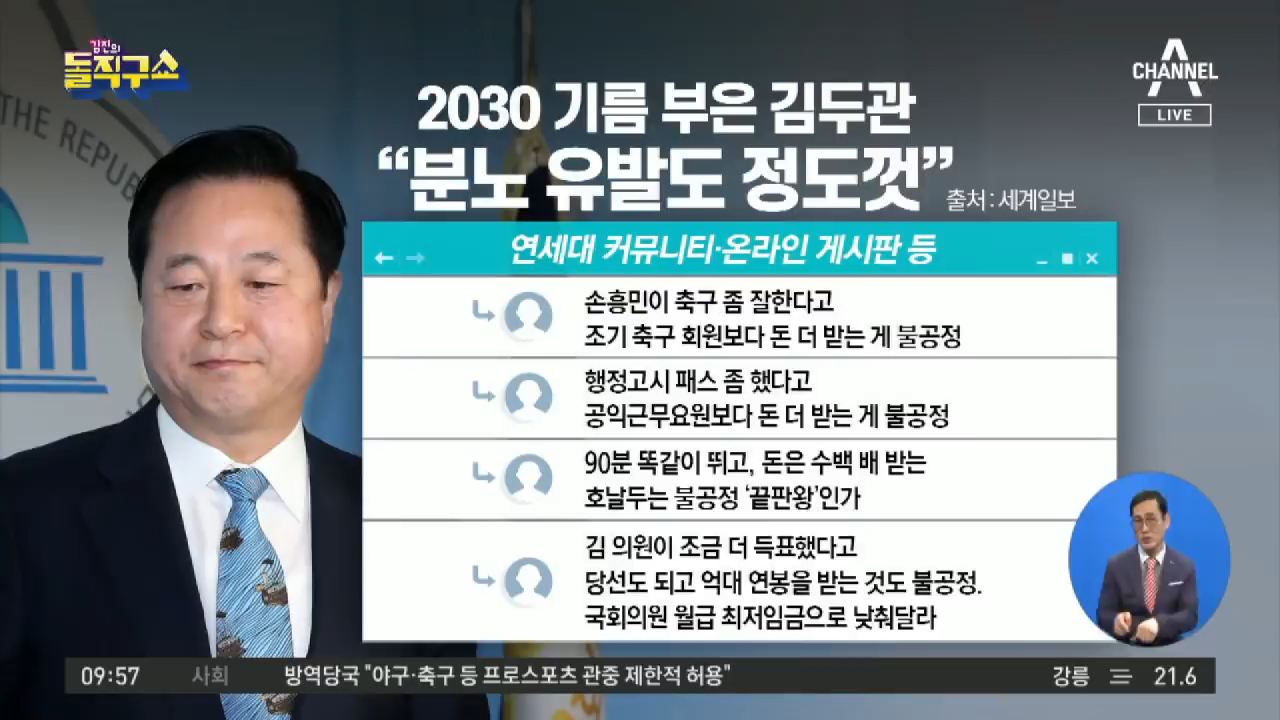 김진의
돌직구쇼
CHANNEL A
LIVE
THE REPUB
2030 기름 부은 김두관
“분노 유발도 정도껏”
출처 : 세계일보
연세대 커뮤니티·온라인 게시판 등
손흥민이 축구 좀 잘한다고
조기 축구 회원보다 돈 더 받는 게 불공정
행정고시 패스 좀 했다고
공익근무요원보다 돈 더 받는 게 불공정
90분 똑같이 뛰고, 돈은 수백 배 받는
호날두는 불공정 ‘끝판왕’인가
김 의원이 조금 더 득표했다고
당선도 되고 억대 연봉을 받는 것도 불공정.
국회의원 월급 최저임금으로 낮춰달라
09:57 사회 방역당국 "야구·축구 등 프로스포츠 관중 제한적 허용" 강릉 21.6